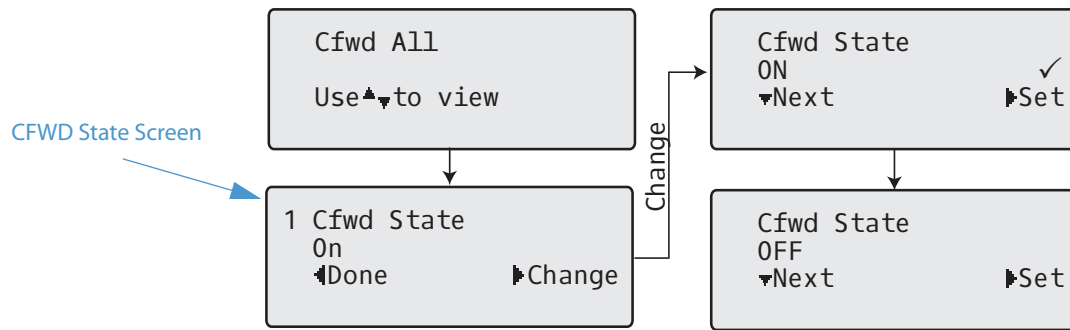 Cfwd All
Use▲▼to view
CFWD State Screen
1 Cfwd State
On
◀Done ▶Change
Change
Cfwd State
ON ✓
▼Next ▶Set
Cfwd State
OFF
▼Next ▶Set